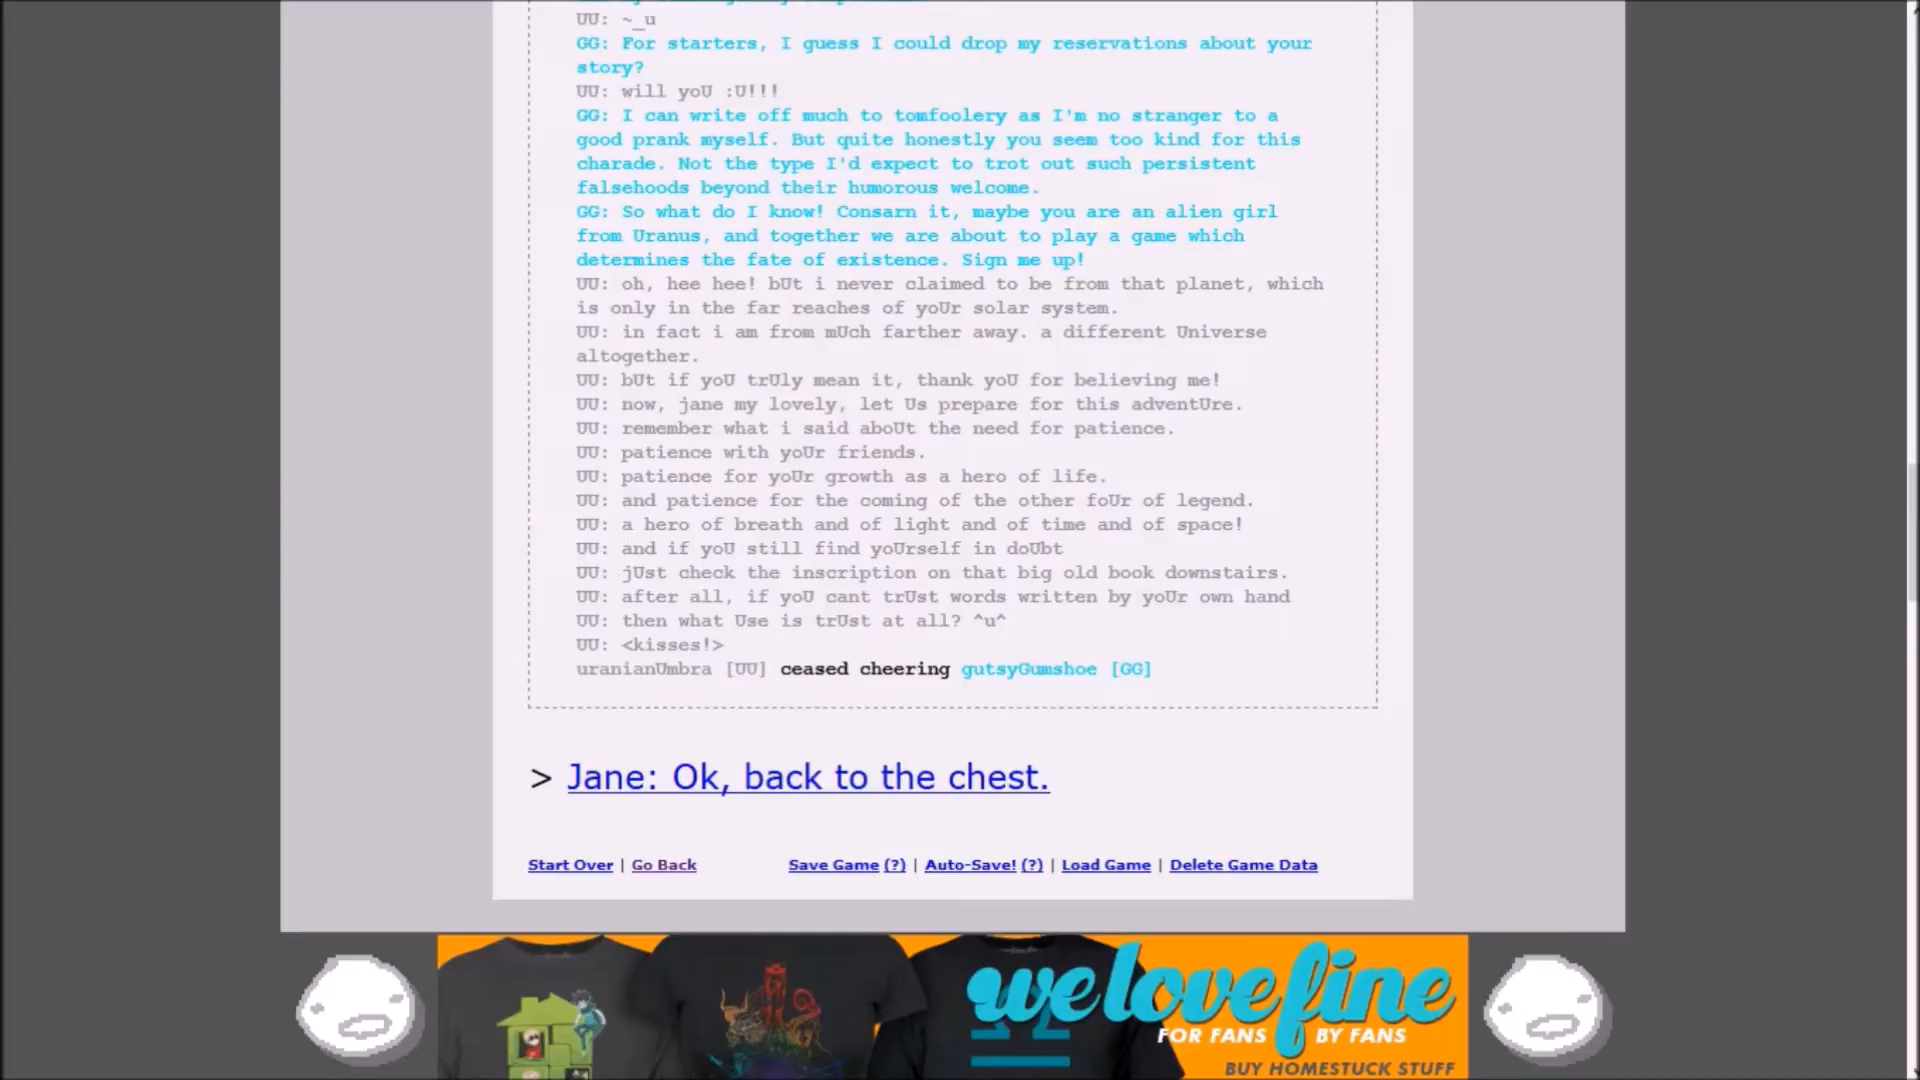 UU: ~_u
GG: For starters, I guess I could drop my reservations about your
story?
UU: will yoU :U!!!
GG: I can write off much to tomfoolery as I'm no stranger to a
good prank myself. But quite honestly you seem too kind for this
charade. Not the type I'd expect to trot out such persistent
falsehoods beyond their humorous welcome.
GG: So what do I know! Consarn it, maybe you are an alien girl
from Uranus, and together we are about to play a game which
determines the fate of existence. Sign me up!
UU: oh, hee hee! bUt i never claimed to be from that planet, which
is only in the far reaches of yoUr solar system.
UU: in fact i am from mUch farther away. a different Universe
altogether.
UU: bUt if yoU trUly mean it, thank yoU for believing me!
UU: now, jane my lovely, let Us prepare for this adventUre.
UU: remember what i said aboUt the need for patience.
UU: patience with yoUr friends.
UU: patience for yoUr growth as a hero of life.
UU: and patience for the coming of the other foUr of legend.
UU: a hero of breath and of light and of time and of space!
UU: and if yoU still find yoUrself in doUbt
UU: jUst check the inscription on that big old book downstairs.
UU: after all, if yoU cant trUst words written by yoUr own hand
UU: then what Use is trUst at all? ^u^
UU: <kisses!>
uranianUmbra [UU] ceased cheering gutsyGumshoe [GG]
> Jane: Ok, back to the chest.
Start Over | Go Back Save Game (?) | Auto-Save! (?) | Load Game | Delete Game Data
welovefine
FOR FANS BY FANS
BUY HOMESTUCK STUFF